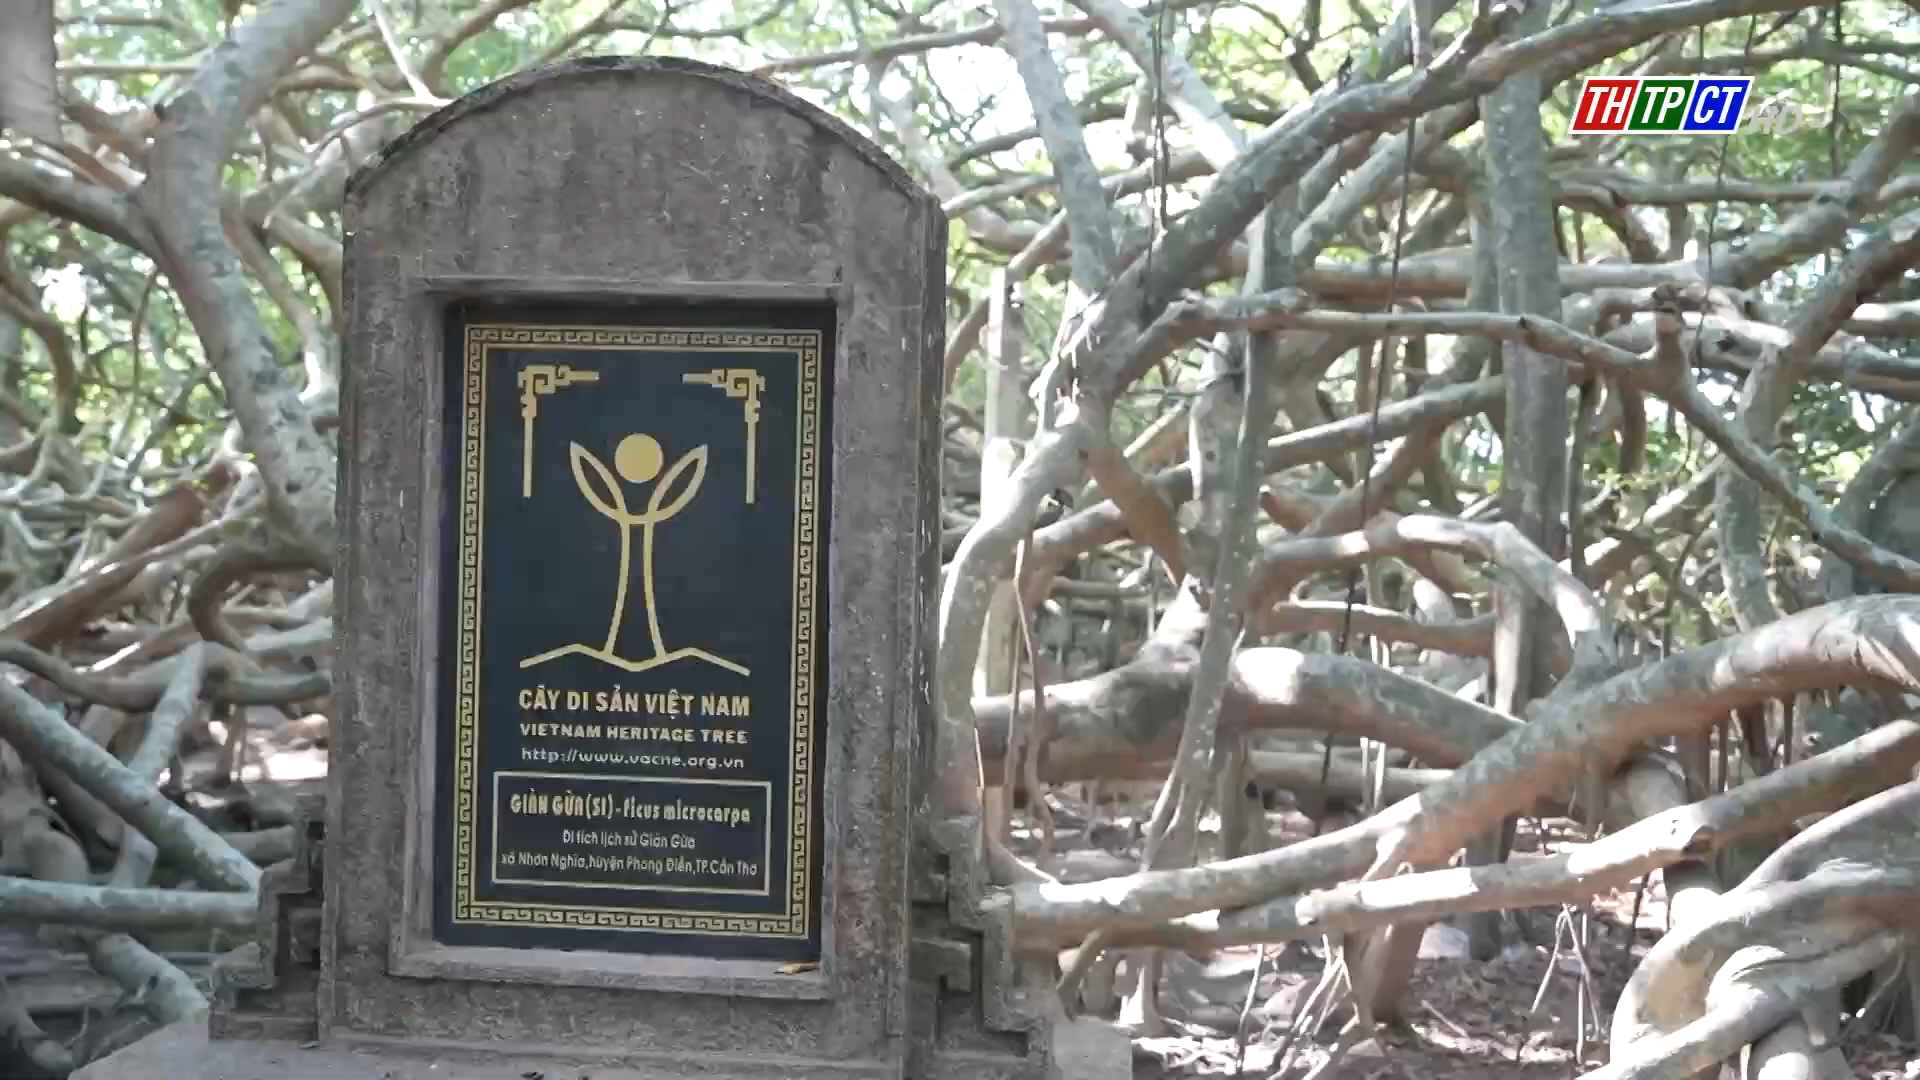 THTPCT HD
CÂY DI SẢN VIỆT NAM
VIETNAM HERITAGE TREE
http://www.vacne.org.vn
GIÀN GỪA(SI)-Ficus microcarpa
Di tích lịch sử Giàn Gừa
xã Nhơn Nghĩa,huyện Phong Điền,TP.Cần Thơ